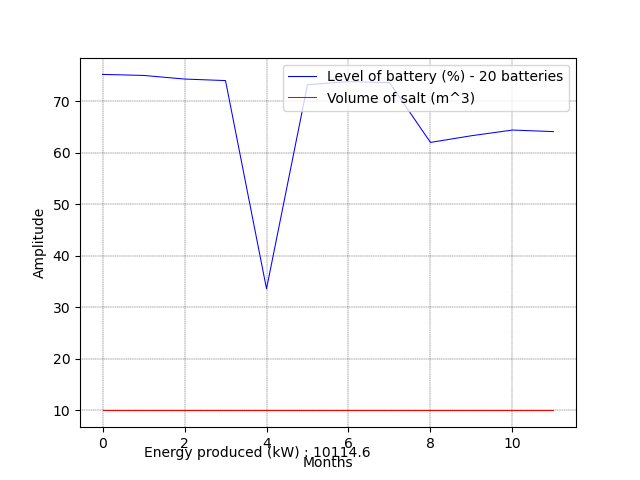 Level of battery (%) - 20 batteries
Volume of salt (m^3)
70
60
50
40
30
20
10
Amplitude
0 2 4 6 8 10
Energy produced (kW) : 10114.6
Months